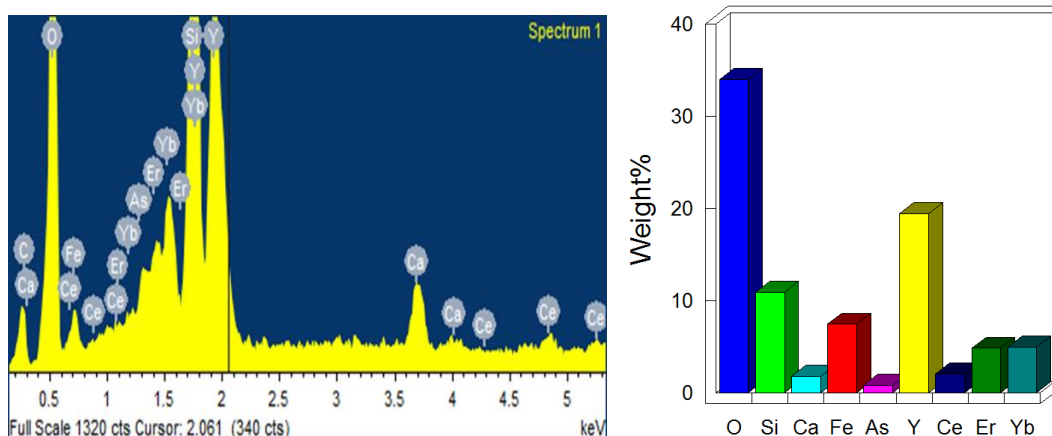 Spectrum 1
O
Si
Y
Y
Yb
Yb
Er
Er
As
Yb
C
Fe
Er
Ca
Ce
Ce
Ce
Ca
Ca
Ce
Ce
Ce
0.5 1 1.5 2 2.5 3 3.5 4 4.5 5
Full Scale 1320 cts Cursor: 2.061 (340 cts) keV
Weight%
40
30
20
10
0
O Si Ca Fe As Y Ce Er Yb